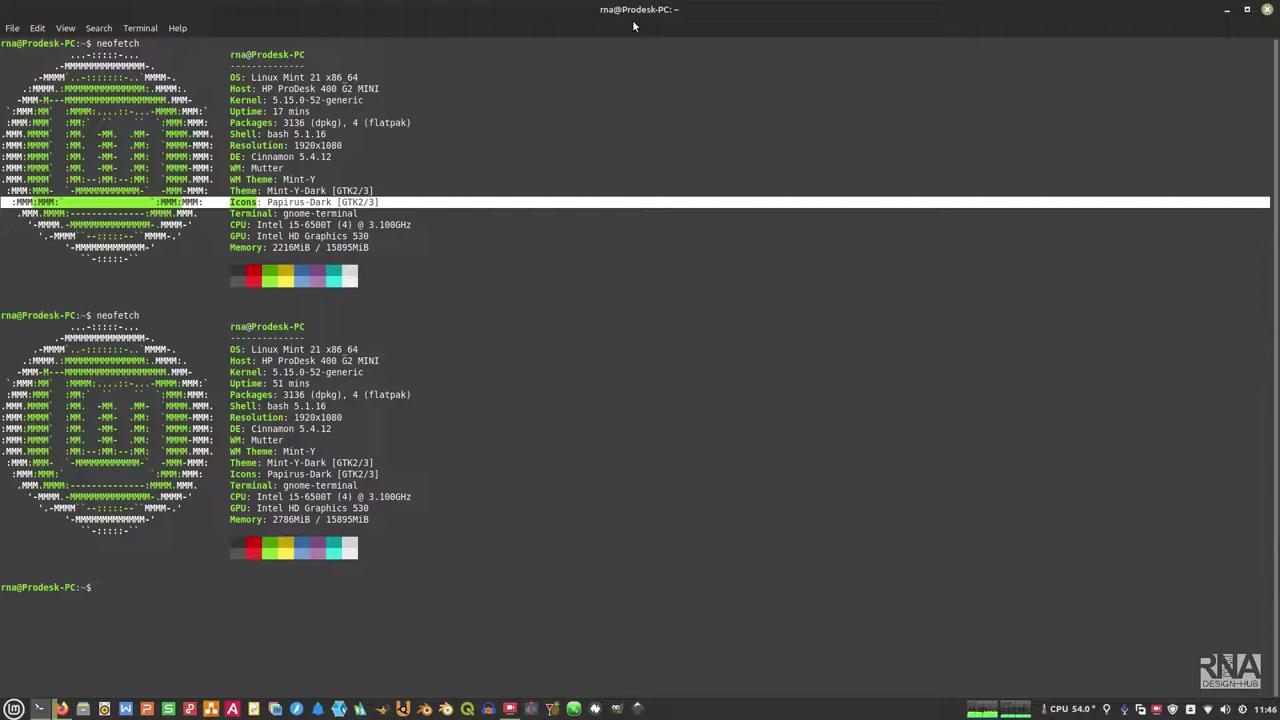 rna@Prodesk-PC: ~
File Edit View Search Terminal Help
rna@Prodesk-PC:~$ neofetch
rna@Prodesk-PC
--------------
OS: Linux Mint 21 x86_64
Host: HP ProDesk 400 G2 MINI
Kernel: 5.15.0-52-generic
Uptime: 17 mins
Packages: 3136 (dpkg), 4 (flatpak)
Shell: bash 5.1.16
Resolution: 1920x1080
DE: Cinnamon 5.4.12
WM: Mutter
WM Theme: Mint-Y
Theme: Mint-Y-Dark [GTK2/3]
Icons: Papirus-Dark [GTK2/3]
Terminal: gnome-terminal
CPU: Intel i5-6500T (4) @ 3.100GHz
GPU: Intel HD Graphics 530
Memory: 2216MiB / 15895MiB
rna@Prodesk-PC:~$ neofetch
rna@Prodesk-PC
--------------
OS: Linux Mint 21 x86_64
Host: HP ProDesk 400 G2 MINI
Kernel: 5.15.0-52-generic
Uptime: 51 mins
Packages: 3136 (dpkg), 4 (flatpak)
Shell: bash 5.1.16
Resolution: 1920x1080
DE: Cinnamon 5.4.12
WM: Mutter
WM Theme: Mint-Y
Theme: Mint-Y-Dark [GTK2/3]
Icons: Papirus-Dark [GTK2/3]
Terminal: gnome-terminal
CPU: Intel i5-6500T (4) @ 3.100GHz
GPU: Intel HD Graphics 530
Memory: 2786MiB / 15895MiB
rna@Prodesk-PC:~$
RNA
DESIGN-HUB
CPU 54.0° 11:46